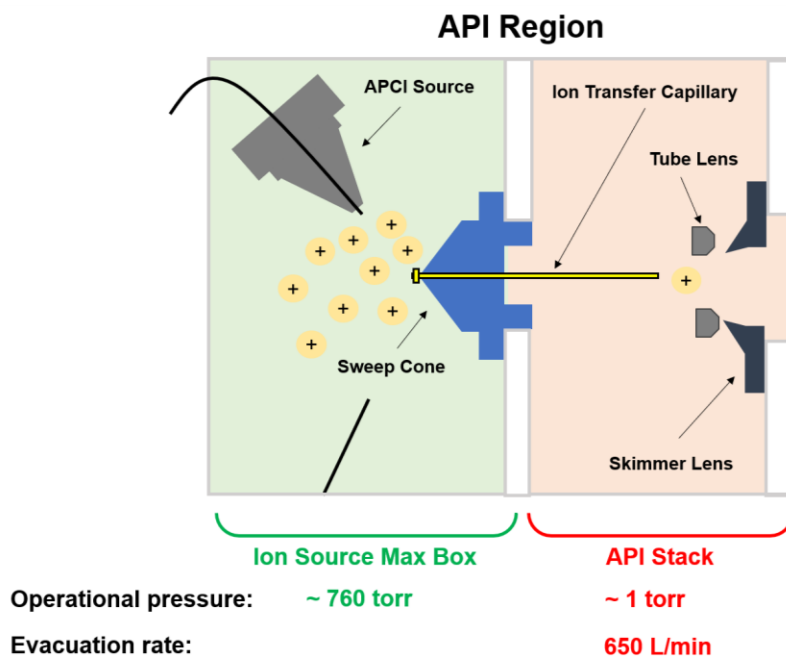 API Region
APCI Source
Ion Transfer Capillary
Tube Lens
+ + + + + + + + + +
Sweep Cone
Skimmer Lens
Ion Source Max Box
API Stack
Operational pressure: ~ 760 torr ~ 1 torr
Evacuation rate: 650 L/min